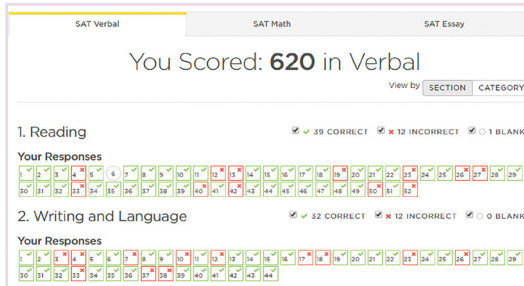 SAT Verbal SAT Math SAT Essay
You Scored: 620 in Verbal
View by SECTION CATEGORY
1. Reading 39 CORRECT 12 INCORRECT 1 BLANK
Your Responses
1 2 3 4 5 6 7 8 9 10 11 12 13 14 15 16 17 18 19 20 21 22 23 24 25 26 27 28 29
30 31 32 33 34 35 36 37 38 39 40 41 42 43 44 45 46 47 48 49 50 51 52
2. Writing and Language 32 CORRECT 12 INCORRECT 0 BLANK
Your Responses
1 2 3 4 5 6 7 8 9 10 11 12 13 14 15 16 17 18 19 20 21 22 23 24 25 26 27 28 29
30 31 32 33 34 35 36 37 38 39 40 41 42 43 44